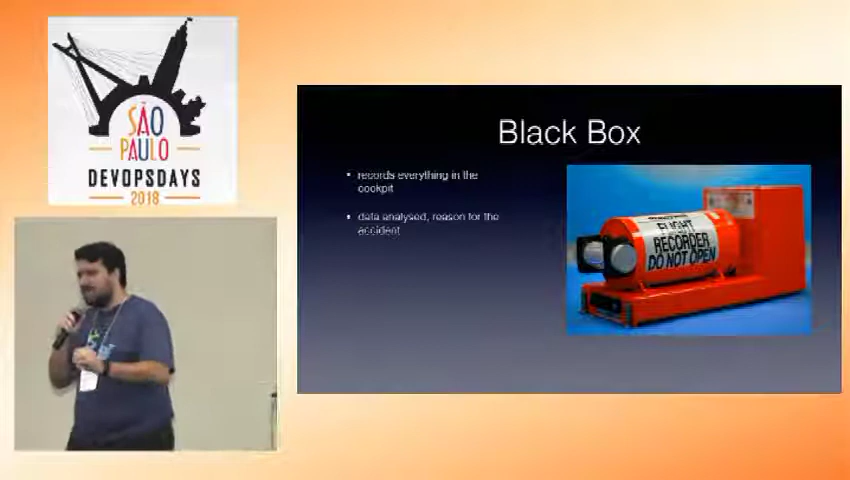 SÃO
PAULO
DEVOPSDAYS
2018
Black Box
• records everything in the
cockpit
• data analysed, reason for the
accident
FLIGHT
RECORDER
DO NOT OPEN